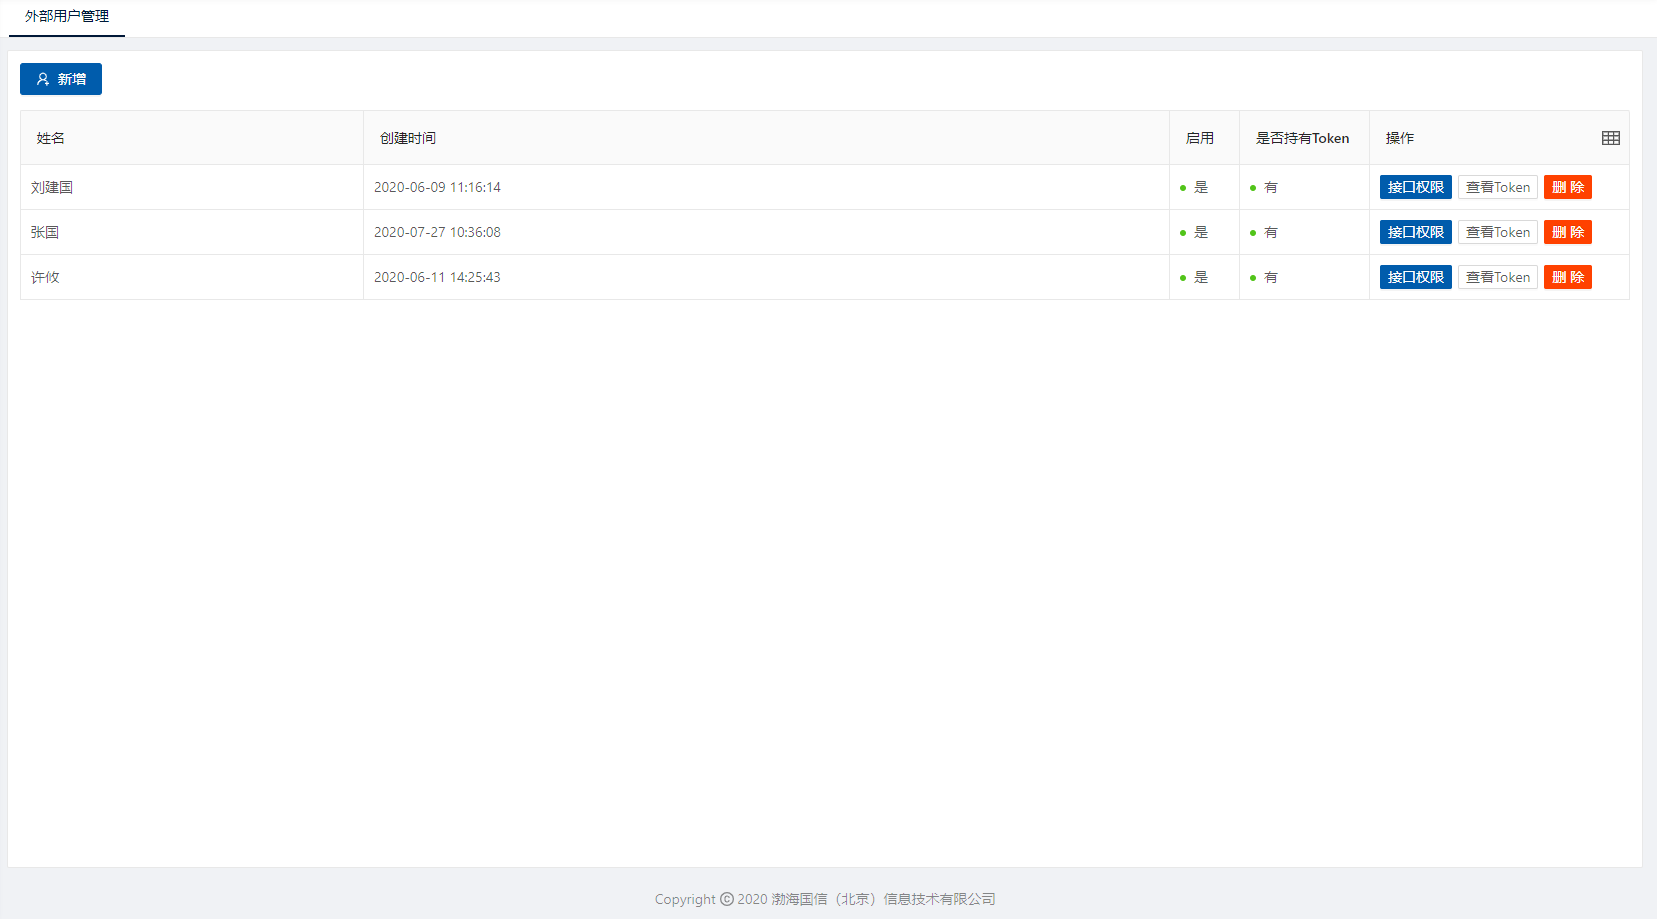 外部用户管理
新增
姓名 创建时间 启用 是否持有Token 操作
刘建国 2020-06-09 11:16:14 是 有 接口权限 查看Token 删 除
张国 2020-07-27 10:36:08 是 有 接口权限 查看Token 删 除
许攸 2020-06-11 14:25:43 是 有 接口权限 查看Token 删 除
Copyright © 2020 渤海国信（北京）信息技术有限公司